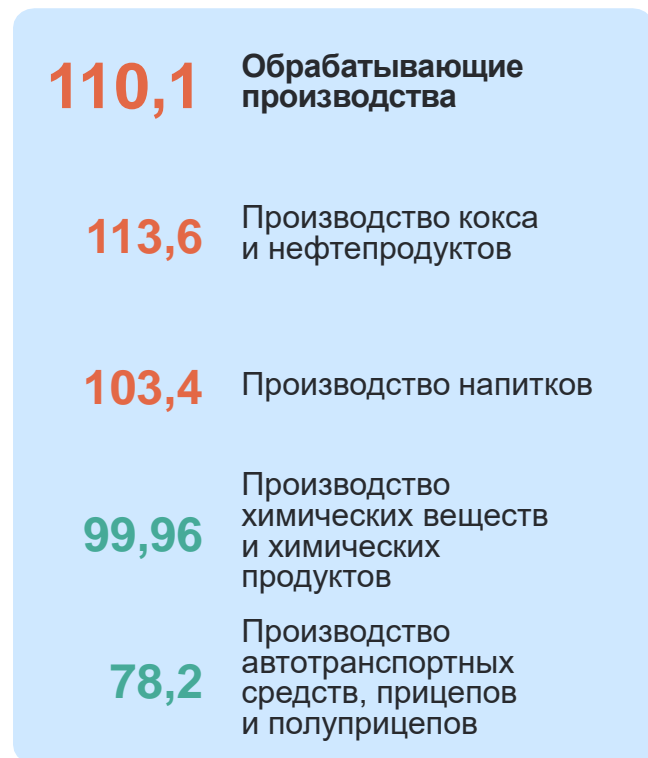 110,1
Обрабатывающие
производства
113,6
Производство кокса
и нефтепродуктов
103,4
Производство напитков
99,96
Производство
химических веществ
и химических
продуктов
78,2
Производство
автотранспортных
средств, прицепов
и полуприцепов